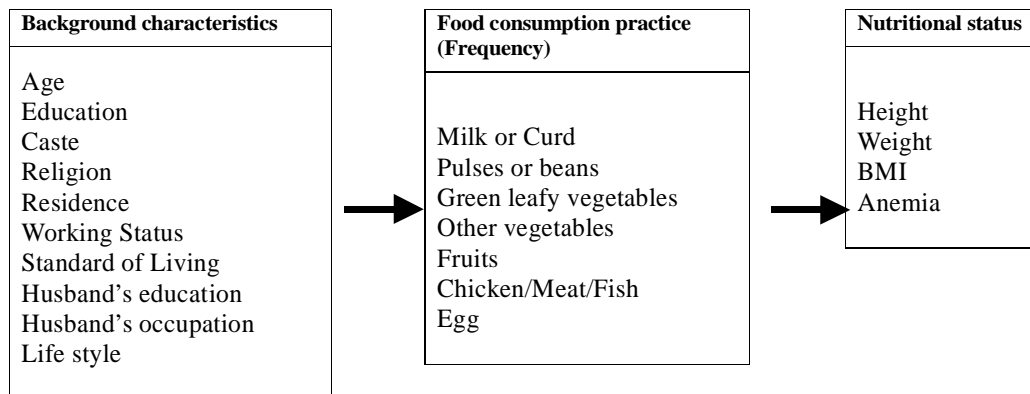 Background characteristics
Age
Education
Caste
Religion
Residence
Working Status
Standard of Living
Husband's education
Husband's occupation
Life style
Food consumption practice
(Frequency)
Milk or Curd
Pulses or beans
Green leafy vegetables
Other vegetables
Fruits
Chicken/Meat/Fish
Egg
Nutritional status
Height
Weight
BMI
Anemia